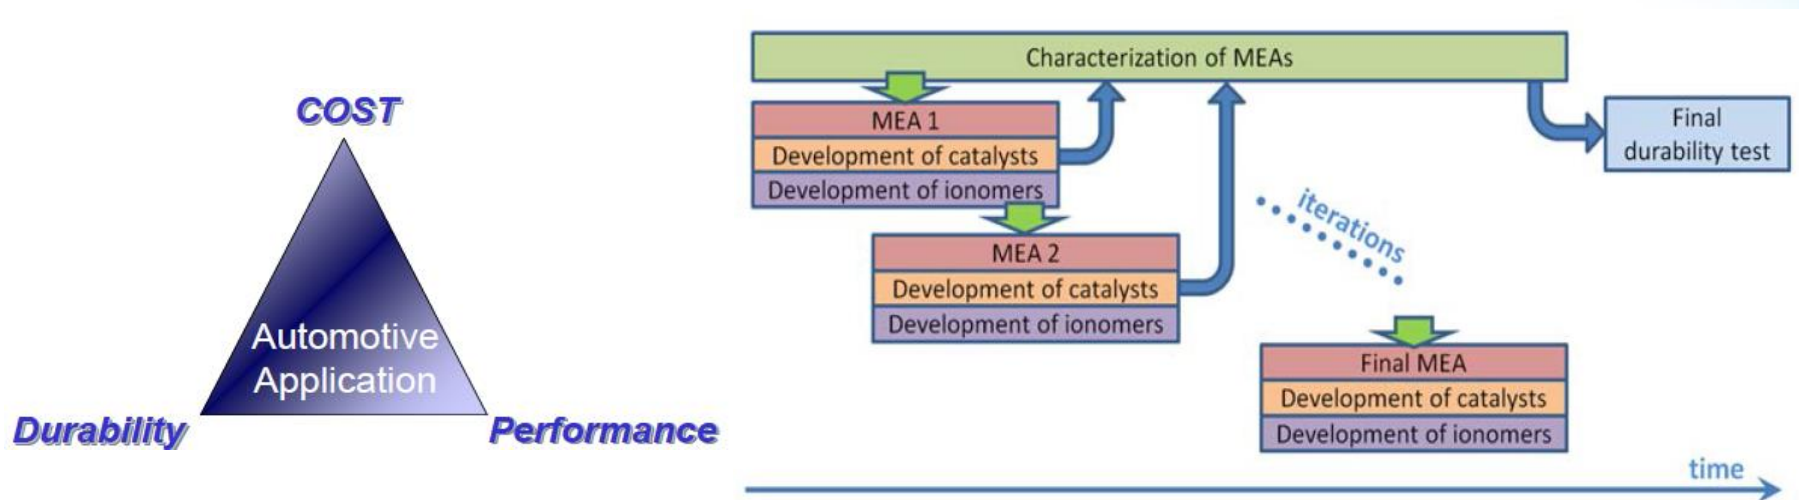 COST
Automotive
Application
Durability
Performance
Characterization of MEAs
MEA 1
Development of catalysts
Development of ionomers
MEA 2
Development of catalysts
Development of ionomers
iterations
Final MEA
Development of catalysts
Development of ionomers
Final
durability test
time